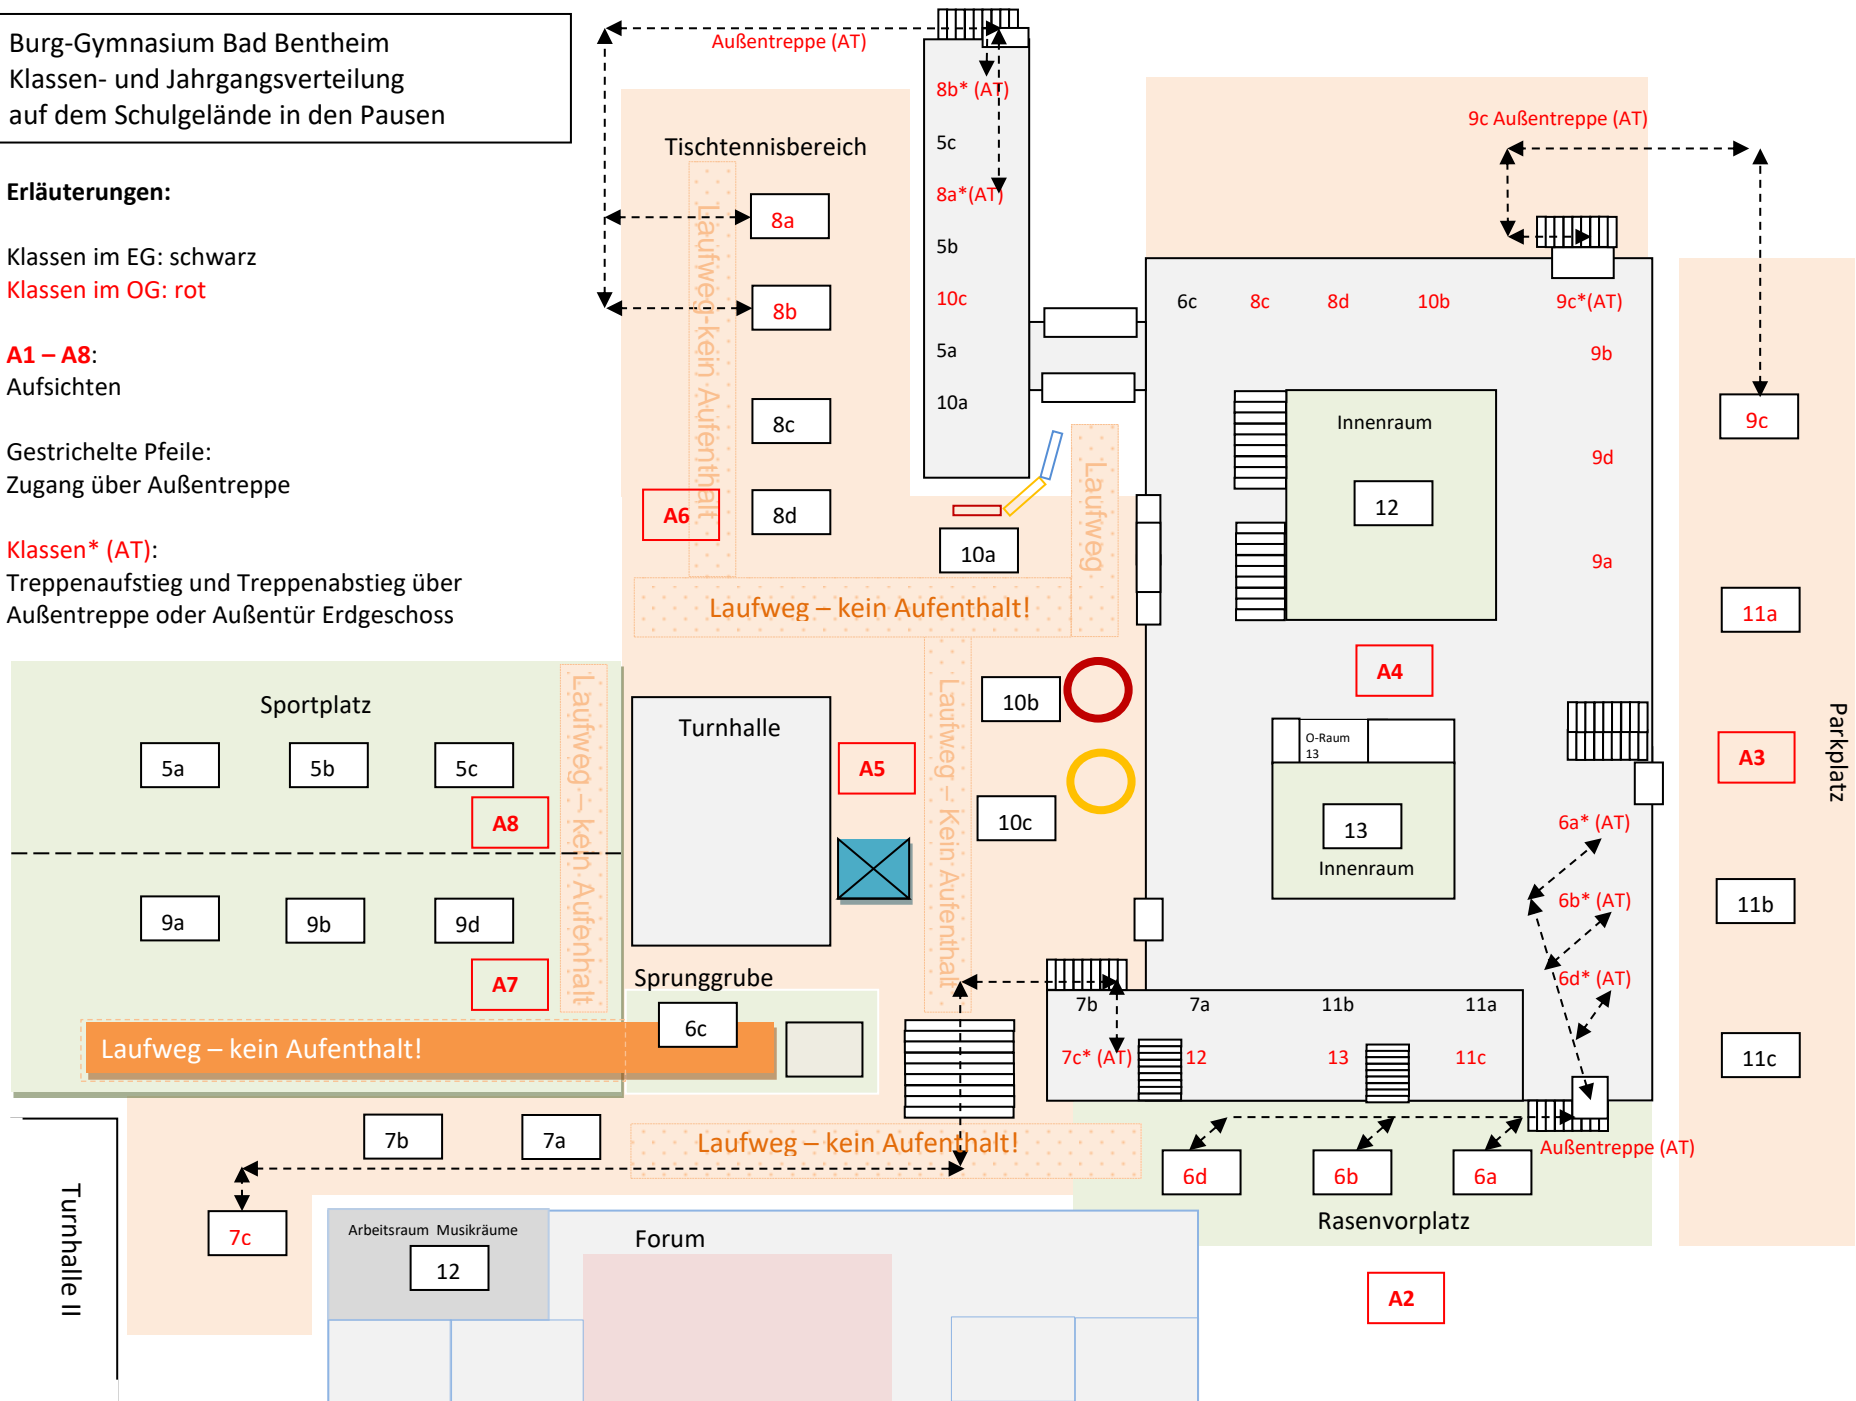 Burg-Gymnasium Bad Bentheim
Klassen- und Jahrgangsverteilung
auf dem Schulgelände in den Pausen
Erläuterungen:
Klassen im EG: schwarz
Klassen im OG: rot
A1 – A8:
Aufsichten
Gestrichelte Pfeile:
Zugang über Außentreppe
Klassen* (AT):
Treppenaufstieg und Treppenabstieg über
Außentreppe oder Außentür Erdgeschoss
Außentreppe (AT)
Tischtennisbereich
Laufweg-kein Aufenthalt
8a
8b
8c
8d
A6
8b* (AT)
5c
8a*(AT)
5b
10c
5a
10a
10a
Laufweg
Laufweg – kein Aufenthalt!
9c Außentreppe (AT)
6c
8c
8d
10b
9c*(AT)
9b
9d
9a
Innenraum
12
A4
O-Raum
13
13
Innenraum
6a* (AT)
6b* (AT)
6d* (AT)
9c
11a
A3
Parkplatz
11b
11c
Sportplatz
5a
5b
5c
A8
9a
9b
9d
A7
Laufweg – kein Aufenhalt
Turnhalle
A5
Laufweg – Kein Aufenthalt
10b
10c
Sprunggrube
6c
Laufweg – kein Aufenthalt!
7b
7a
11b
11a
7c* (AT)
12
13
11c
7b
7a
Laufweg – kein Aufenthalt!
7c
Turnhalle II
Außentreppe (AT)
6d
6b
6a
Rasenvorplatz
A2
Arbeitsraum Musikräume
12
Forum